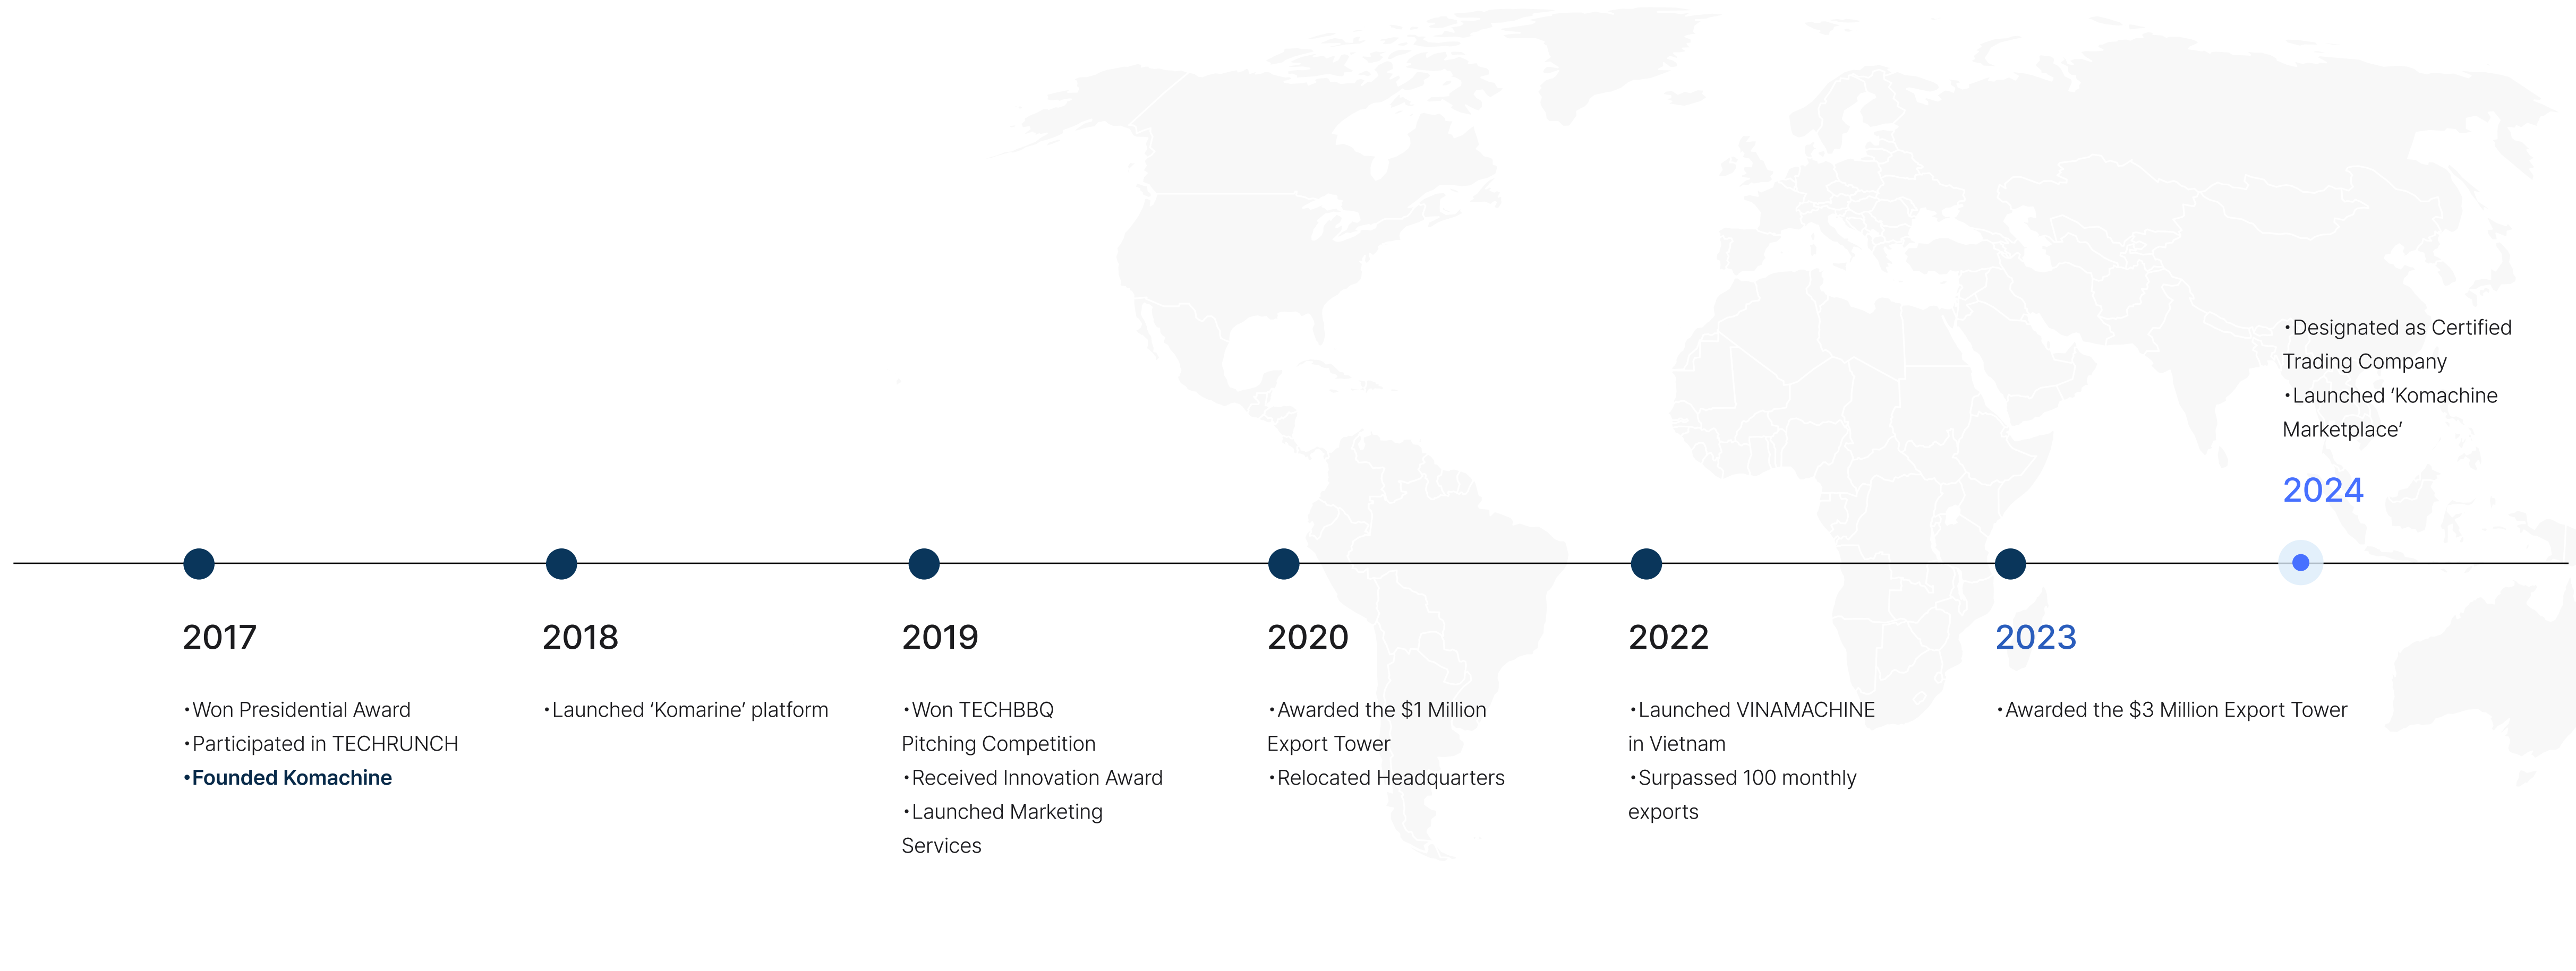 2017
•Won Presidential Award
•Participated in TECHRUNCH
•Founded Komachine
2018
•Launched ‘Komarine’ platform
2019
•Won TECHBBQ
Pitching Competition
•Received Innovation Award
•Launched Marketing
Services
2020
•Awarded the $1 Million
Export Tower
•Relocated Headquarters
2022
•Launched VINAMACHINE
in Vietnam
•Surpassed 100 monthly
exports
2023
•Awarded the $3 Million Export Tower
•Designated as Certified
Trading Company
•Launched ‘Komachine
Marketplace’
2024